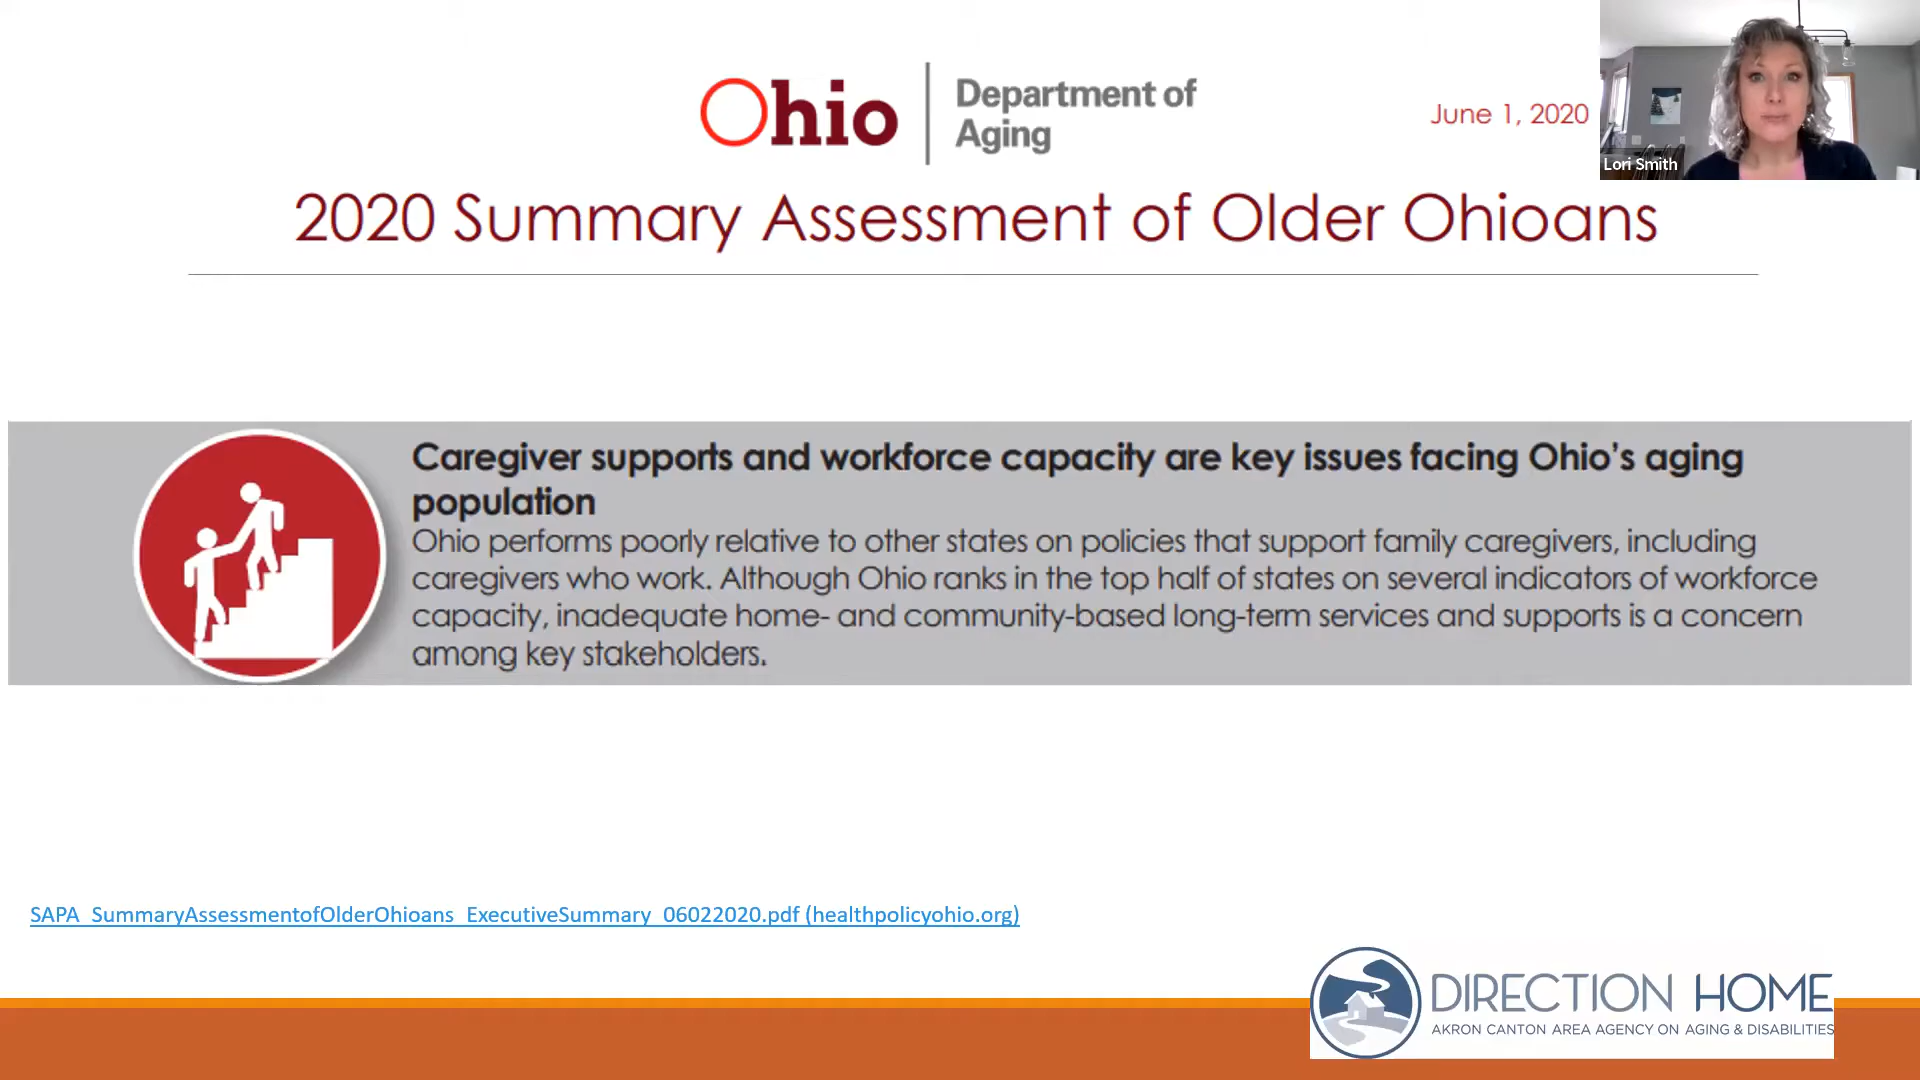 Ohio
Department of
Aging
June 1, 2020
Lori Smith
2020 Summary Assessment of Older Ohioans
Caregiver supports and workforce capacity are key issues facing Ohio's aging
population
Ohio performs poorly relative to other states on policies that support family caregivers, including
caregivers who work. Although Ohio ranks in the top half of states on several indicators of workforce
capacity, inadequate home- and community-based long-term services and supports is a concern
among key stakeholders.
SAPA_SummaryAssessmentofOlderOhioans_ExecutiveSummary_06022020.pdf (healthpolicyohio.org)
DIRECTION HOME
AKRON CANTON AREA AGENCY ON AGING & DISABILITIES